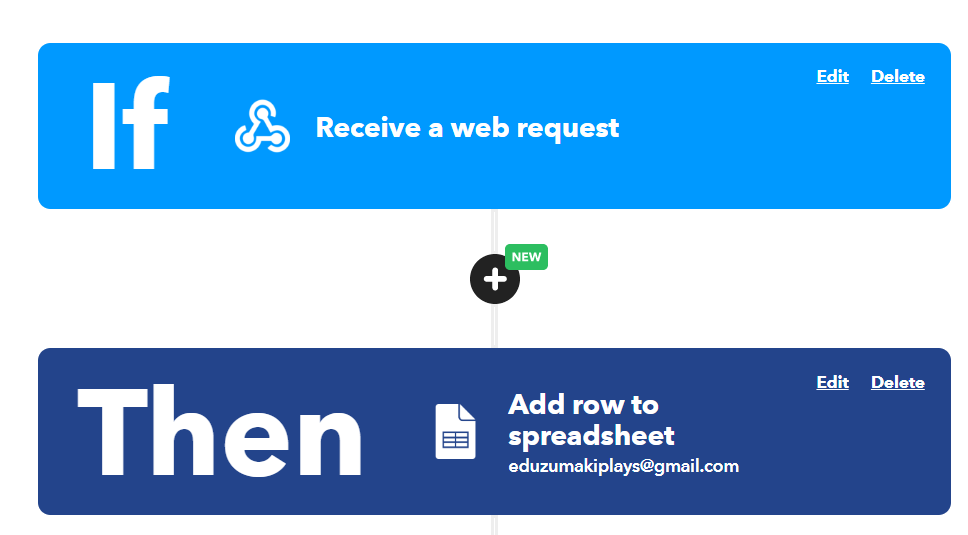 If
Receive a web request
Edit Delete
NEW
Then
Add row to
spreadsheet
eduzumakiplays@gmail.com
Edit Delete